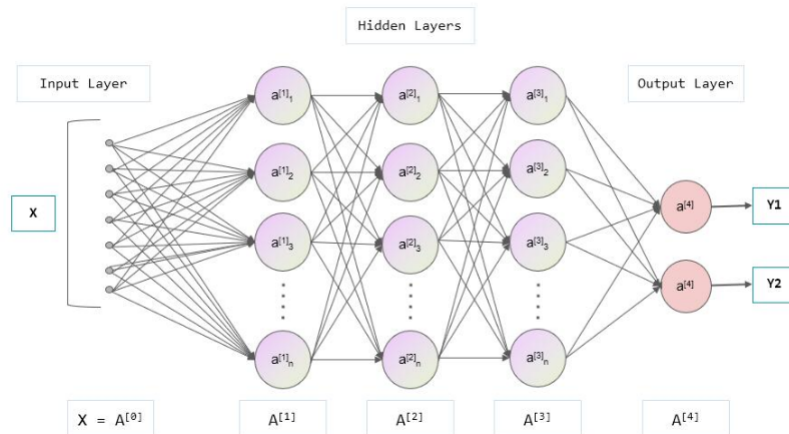 Hidden Layers
Input Layer
Output Layer
X
a[1]1
a[2]1
a[3]1
a[1]2
a[2]2
a[3]2
a[1]3
a[2]3
a[3]3
a[1]n
a[2]n
a[3]n
a[4]
Y1
a[4]
Y2
X = A[0]
A[1]
A[2]
A[3]
A[4]